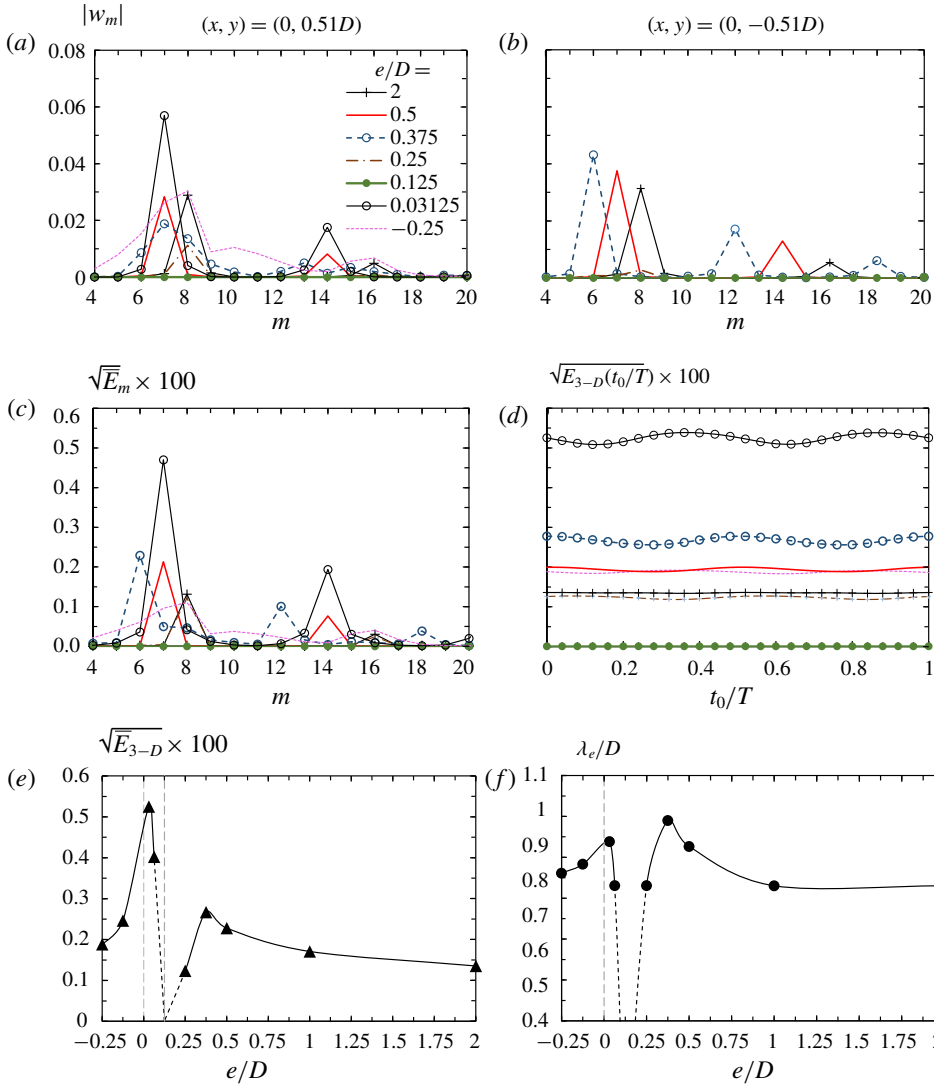 |w_m| (x, y) = (0, 0.51D) (x, y) = (0, −0.51D)
(a) (b)
0.08
0.06
0.04
0.02
0
e/D =
2
0.5
0.375
0.25
0.125
0.03125
−0.25
4 6 8 10 12 14 16 18 20
m
4 6 8 10 12 14 16 18 20
m
√E̅_m × 100 √E_{3−D}(t_0/T) × 100
(c) (d)
0.6
0.5
0.4
0.3
0.2
0.1
0.0
4 6 8 10 12 14 16 18 20
m
0 0.2 0.4 0.6 0.8 1
t_0/T
√E̅_{3−D} × 100
(e)
0.6
0.5
0.4
0.3
0.2
0.1
0
−0.25 0 0.25 0.5 0.75 1 1.25 1.5 1.75 2
e/D
λ_e/D
(f)
1.1
1
0.9
0.8
0.7
0.6
0.5
0.4
−0.25 0 0.25 0.5 0.75 1 1.25 1.5 1.75 2
e/D